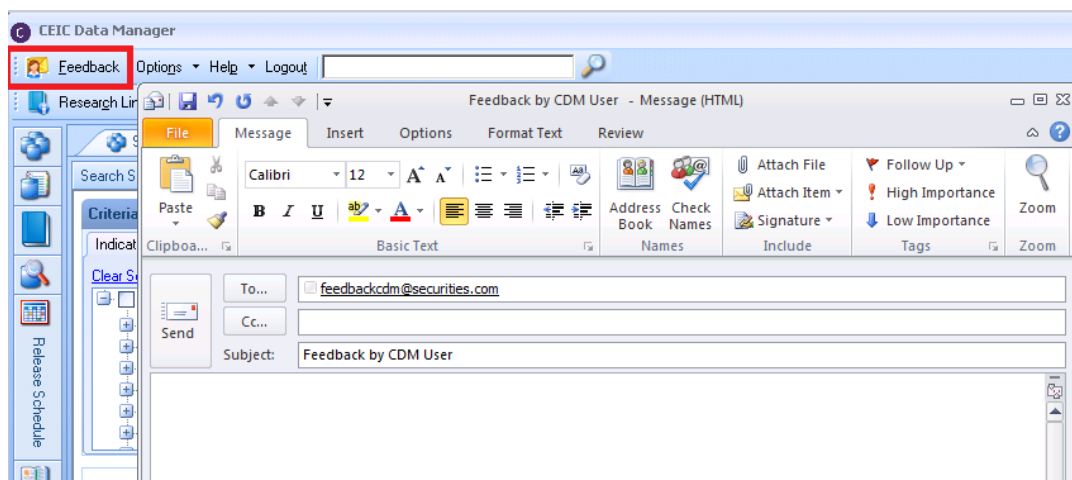 C CEIC Data Manager
Feedback Options Help Logout
Research Lin
Feedback by CDM User - Message (HTML)
File Message Insert Options Format Text Review
Search S
Criteria
Indicat
Clear Se
Release Schedule
Paste
Clipboa...
Calibri 12 A A
B I U ab A
Basic Text
Address Book
Check Names
Names
Attach File
Attach Item
Signature
Include
Follow Up
High Importance
Low Importance
Tags
Zoom
Zoom
Send
To... feedbackcdm@securities.com
Cc...
Subject: Feedback by CDM User